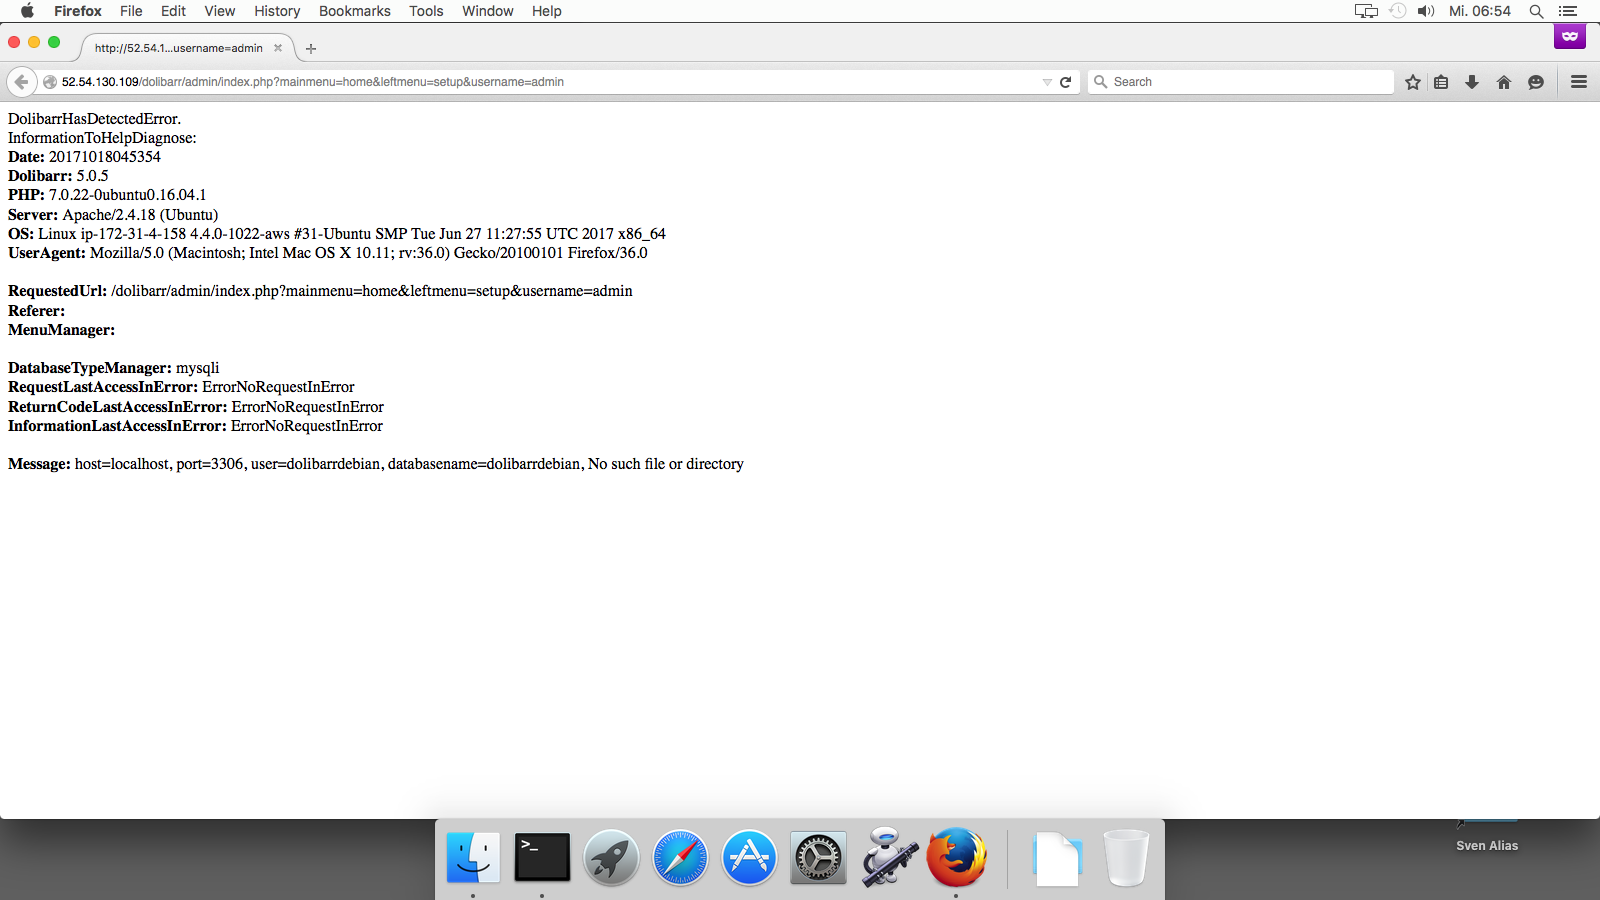 Firefox File Edit View History Bookmarks Tools Window Help Mi. 06:54
http://52.54.1...username=admin
52.54.130.109/dolibarr/admin/index.php?mainmenu=home&leftmenu=setup&username=admin Search
DolibarrHasDetectedError.
InformationToHelpDiagnose:
Date: 20171018045354
Dolibarr: 5.0.5
PHP: 7.0.22-0ubuntu0.16.04.1
Server: Apache/2.4.18 (Ubuntu)
OS: Linux ip-172-31-4-158 4.4.0-1022-aws #31-Ubuntu SMP Tue Jun 27 11:27:55 UTC 2017 x86_64
UserAgent: Mozilla/5.0 (Macintosh; Intel Mac OS X 10.11; rv:36.0) Gecko/20100101 Firefox/36.0
RequestedUrl: /dolibarr/admin/index.php?mainmenu=home&leftmenu=setup&username=admin
Referer:
MenuManager:
DatabaseTypeManager: mysqli
RequestLastAccessInError: ErrorNoRequestInError
ReturnCodeLastAccessInError: ErrorNoRequestInError
InformationLastAccessInError: ErrorNoRequestInError
Message: host=localhost, port=3306, user=dolibarrdebian, databasename=dolibarrdebian, No such file or directory
>_
Sven Alias